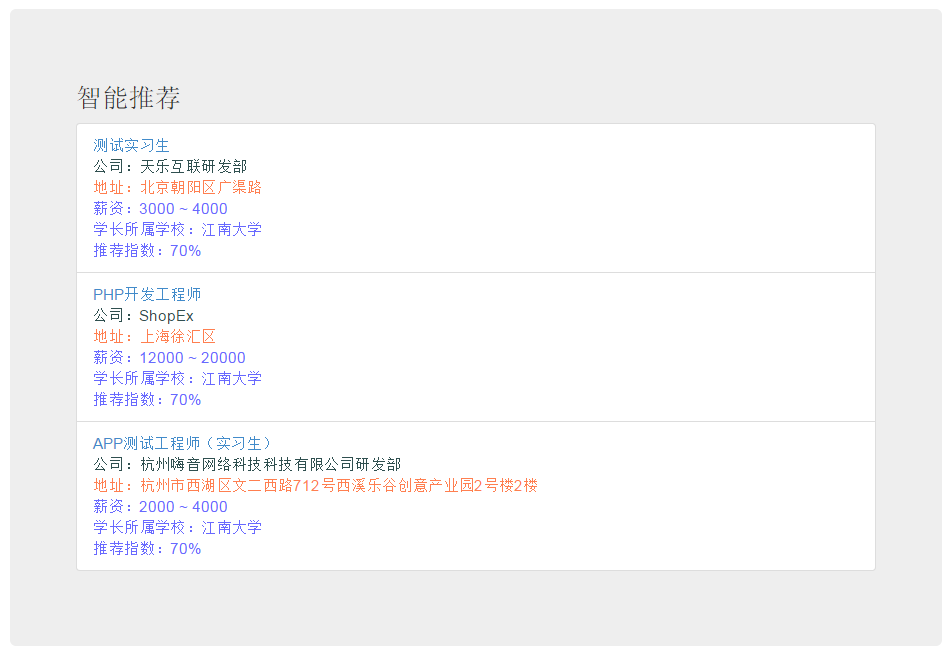 智能推荐
测试实习生
公司：天乐互联研发部
地址：北京朝阳区广渠路
薪资：3000 ~ 4000
学长所属学校：江南大学
推荐指数：70%
PHP开发工程师
公司：ShopEx
地址：上海徐汇区
薪资：12000 ~ 20000
学长所属学校：江南大学
推荐指数：70%
APP测试工程师（实习生）
公司：杭州嗨音网络科技科技有限公司研发部
地址：杭州市西湖区文二西路712号西溪乐谷创意产业园2号楼2楼
薪资：2000 ~ 4000
学长所属学校：江南大学
推荐指数：70%